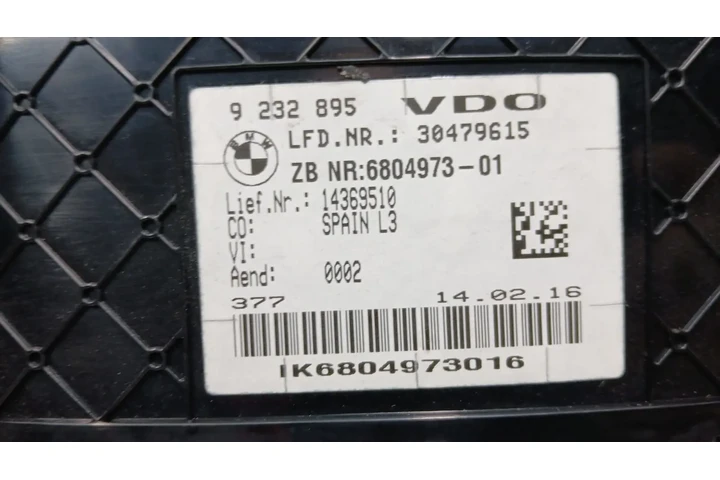 9 232 895 VDO
BMW
LFD.NR.: 30479615
ZB NR:6804973-01
Lief.Nr.: 14369510
CO: SPAIN L3
VI:
Aend: 0002
377 14.02.16
IK6804973016